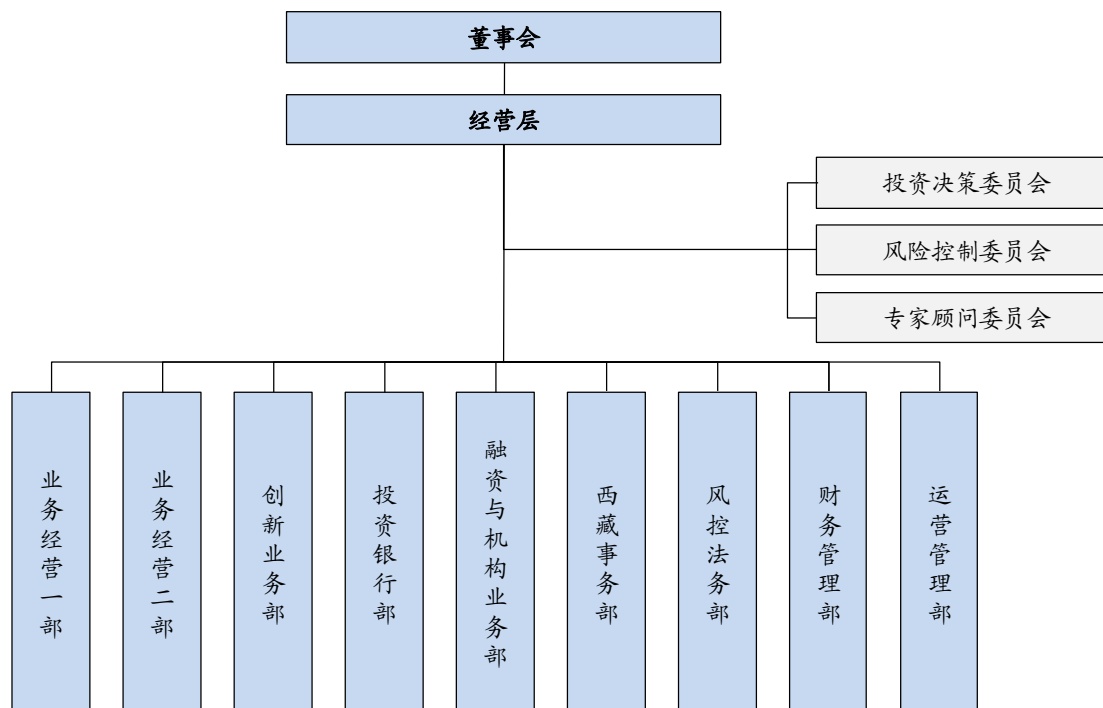 董事会
经营层
投资决策委员会
风险控制委员会
专家顾问委员会
业务经营一部
业务经营二部
创新业务部
投资银行部
融资与机构业务部
西藏事务部
风控法务部
财务管理部
运营管理部